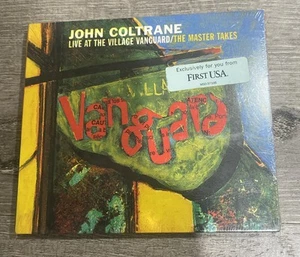 JOHN COLTRANE
LIVE AT THE VILLAGE VANGUARD/THE MASTER TAKES
Exclusively for you from
FIRST USA.
Vanguard